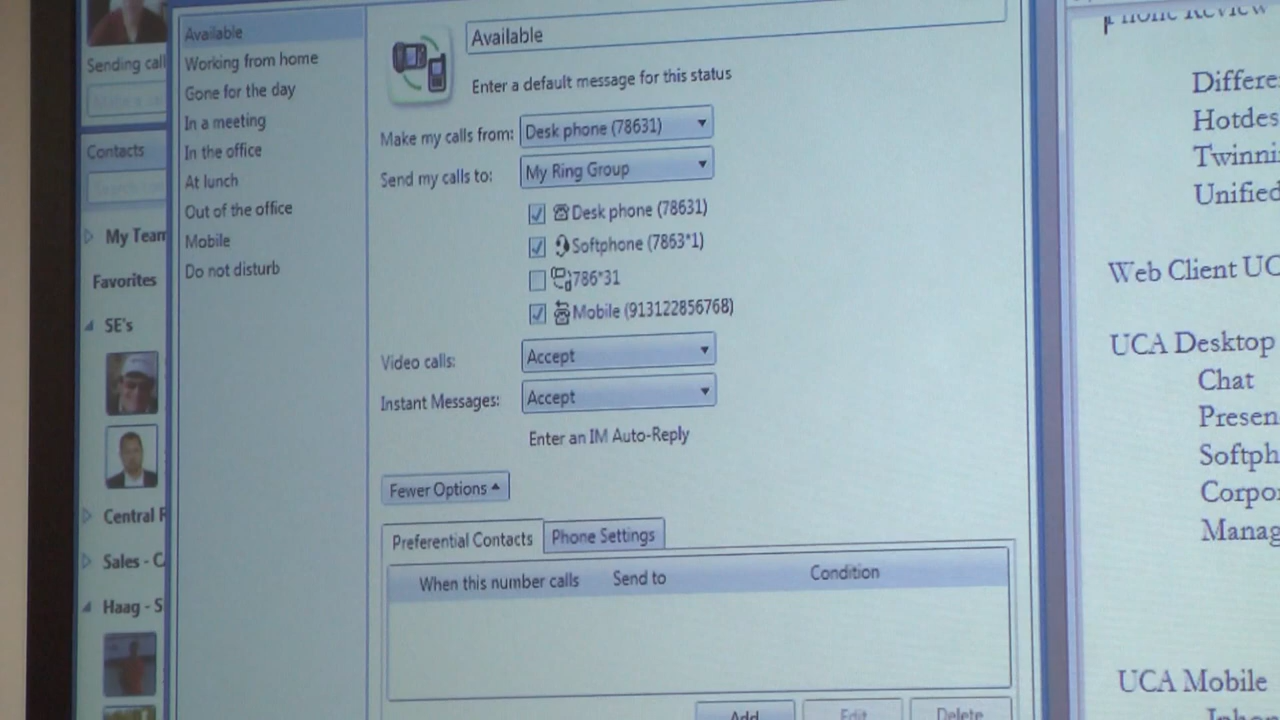 Sending call
Contacts
My Team
Favorites
SE's
Central R
Sales - C
Haag - S
Available
Working from home
Gone for the day
In a meeting
In the office
At lunch
Out of the office
Mobile
Do not disturb
Available
Enter a default message for this status
Make my calls from: Desk phone (78631)
Send my calls to: My Ring Group
Desk phone (78631)
Softphone (7863*1)
786*31
Mobile (913122856768)
Video calls: Accept
Instant Messages: Accept
Enter an IM Auto-Reply
Fewer Options
Preferential Contacts Phone Settings
When this number calls Send to Condition
Add Edit Delete
Phone Review
Differe
Hotdes
Twinni
Unified
Web Client UC
UCA Desktop
Chat
Presen
Softph
Corpor
Manag
UCA Mobile